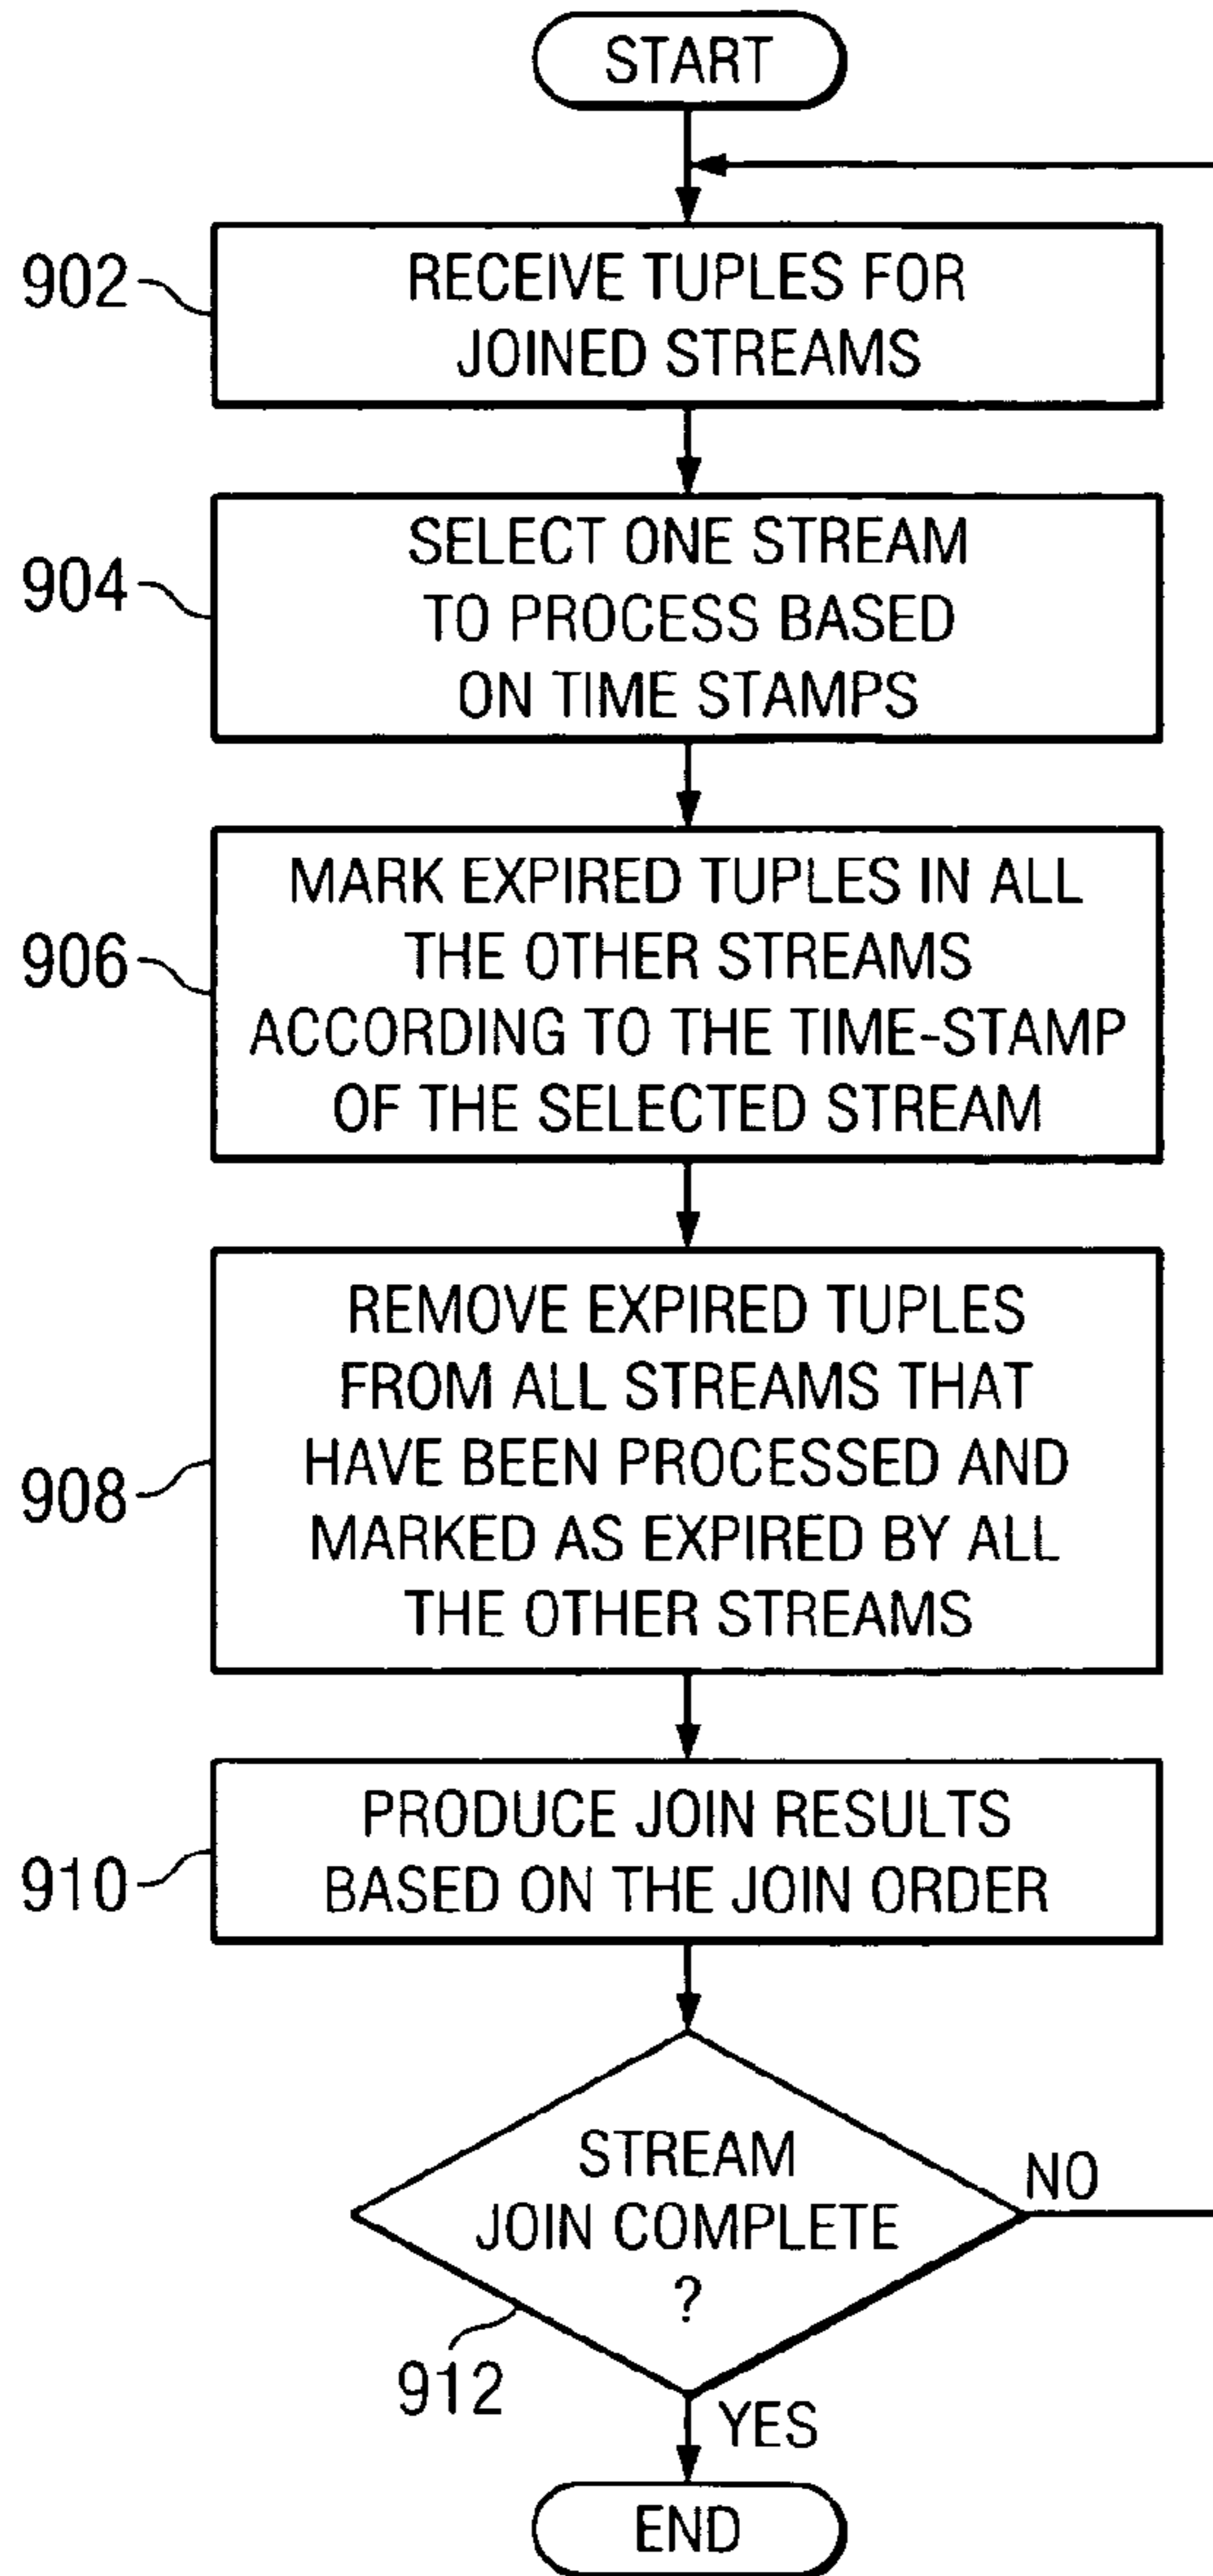 START
902
RECEIVE TUPLES FOR
JOINED STREAMS
904
SELECT ONE STREAM
TO PROCESS BASED
ON TIME STAMPS
906
MARK EXPIRED TUPLES IN ALL
THE OTHER STREAMS
ACCORDING TO THE TIME-STAMP
OF THE SELECTED STREAM
908
REMOVE EXPIRED TUPLES
FROM ALL STREAMS THAT
HAVE BEEN PROCESSED AND
MARKED AS EXPIRED BY ALL
THE OTHER STREAMS
910
PRODUCE JOIN RESULTS
BASED ON THE JOIN ORDER
STREAM
JOIN COMPLETE
?
NO
912
YES
END